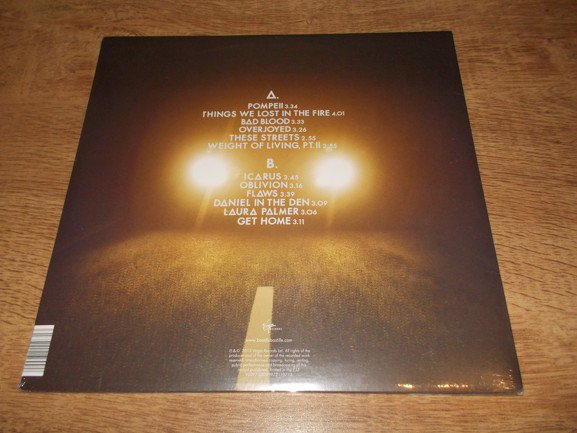 A.
POMPEII 3.34
THINGS WE LOST IN THE FIRE 4.01
BAD BLOOD 3.33
OVERJOYED 3.26
THESE STREETS 2.55
WEIGHT OF LIVING, PT.II 2.55
B.
ICARUS 3.45
OBLIVION 3.16
FLAWS 3.39
DANIEL IN THE DEN 3.09
LAURA PALMER 3.06
GET HOME 3.11